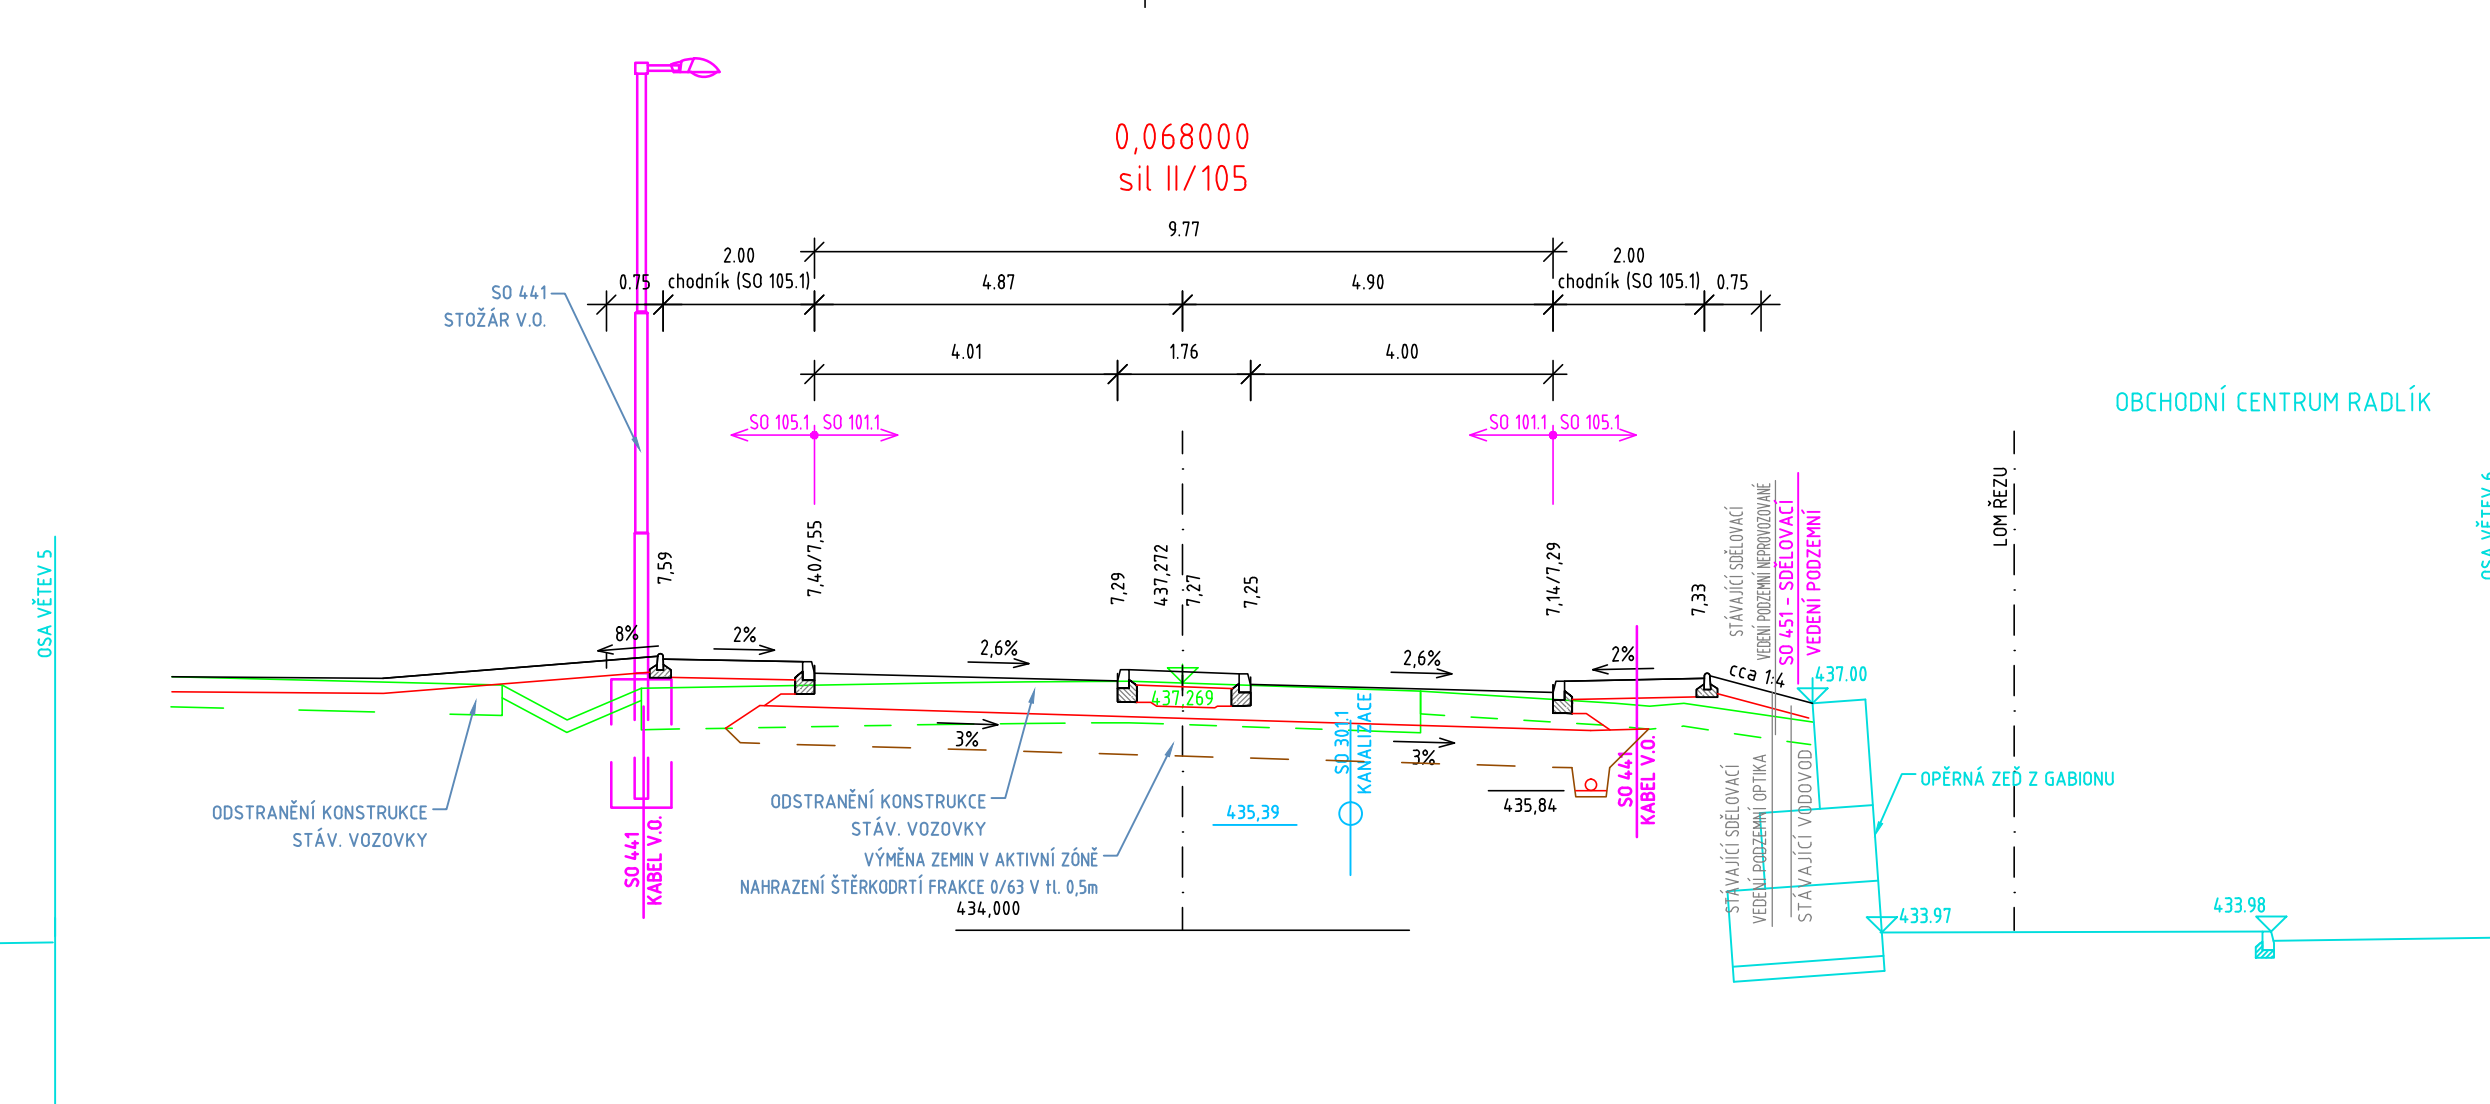 0,068000
sil II/105
9.77
2.00
chodník (SO 105.1)
0.75
4.87
4.90
2.00
chodník (SO 105.1)
0.75
SO 441
STOŽÁR V.O.
4.01
1.76
4.00
SO 105.1
SO 101.1
SO 101.1
SO 105.1
OBCHODNÍ CENTRUM RADLÍK
OSA VĚTEV 5
7,59
7,40/7,55
7,29
437,272
7,27
7,25
7,14/7,29
7,33
STÁVAJÍCÍ SDĚLOVACÍ
VEDENÍ PODZEMNÍ NEPROVOZOVANÉ
SO 451 - SDĚLOVACÍ
VEDENÍ PODZEMNÍ
LOM ŘEZU
OSA VĚTEV 6
8%
2%
2,6%
2,6%
2%
cca 1:4
437.00
437.269
3%
3%
SO 301.1
KANALIZACE
SO 441
KABEL V.O.
435,84
435,39
ODSTRANĚNÍ KONSTRUKCE
STÁV. VOZOVKY
ODSTRANĚNÍ KONSTRUKCE
STÁV. VOZOVKY
VÝMĚNA ZEMIN V AKTIVNÍ ZÓNĚ
NAHRAZENÍ ŠTĚRKODRTÍ FRAKCE 0/63 V tl. 0,5m
SO 441
KABEL V.O.
434,000
STÁVAJÍCÍ SDĚLOVACÍ
VEDENÍ PODZEMNÍ OPTIKA
STÁVAJÍCÍ VODOVOD
OPĚRNÁ ZEĎ Z GABIONU
433.97
433.98